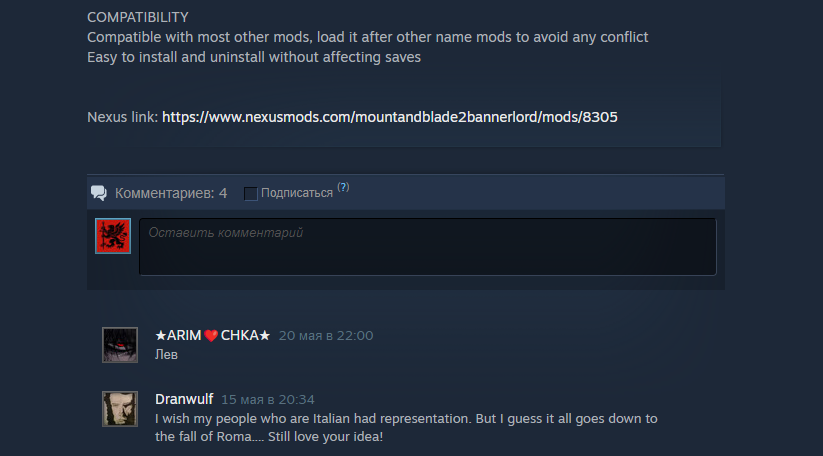 COMPATIBILITY
Compatible with most other mods, load it after other name mods to avoid any conflict
Easy to install and uninstall without affecting saves
Nexus link: https://www.nexusmods.com/mountandblade2bannerlord/mods/8305
Комментариев: 4 Подписаться (?)
Оставить комментарий
★ARIM❤️CHKA★ 20 мая в 22:00
Лев
Dranwulf 15 мая в 20:34
I wish my people who are Italian had representation. But I guess it all goes down to
the fall of Roma.... Still love your idea!